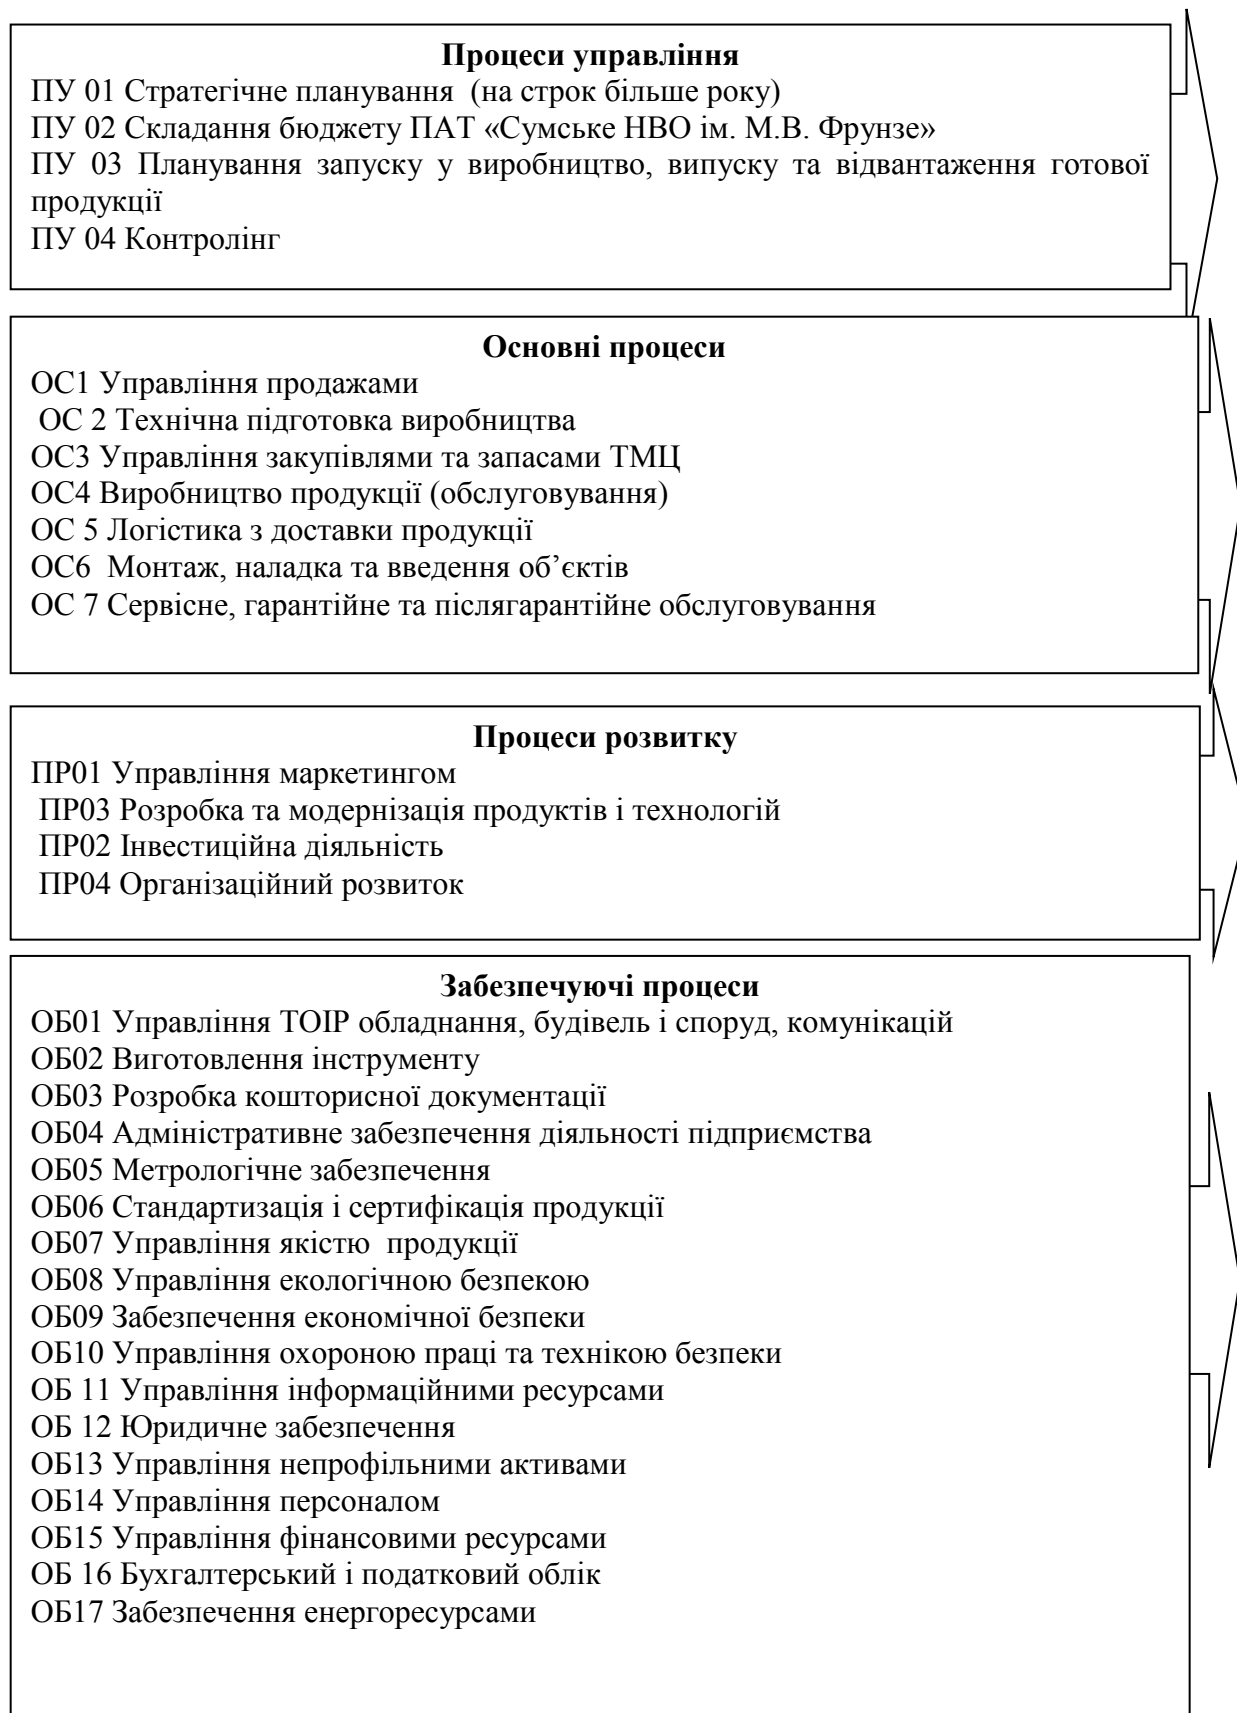 Процеси управління
ПУ 01 Стратегічне планування (на строк більше року)
ПУ 02 Складання бюджету ПАТ «Сумське НВО ім. М.В. Фрунзе»
ПУ 03 Планування запуску у виробництво, випуску та відвантаження готової
продукції
ПУ 04 Контролінг
Основні процеси
ОС1 Управління продажами
ОС 2 Технічна підготовка виробництва
ОС3 Управління закупівлями та запасами ТМЦ
ОС4 Виробництво продукції (обслуговування)
ОС 5 Логістика з доставки продукції
ОС6 Монтаж, наладка та введення об’єктів
ОС 7 Сервісне, гарантійне та післягарантійне обслуговування
Процеси розвитку
ПР01 Управління маркетингом
ПР03 Розробка та модернізація продуктів і технологій
ПР02 Інвестиційна діяльність
ПР04 Організаційний розвиток
Забезпечуючі процеси
ОБ01 Управління ТОІР обладнання, будівель і споруд, комунікацій
ОБ02 Виготовлення інструменту
ОБ03 Розробка кошторисної документації
ОБ04 Адміністративне забезпечення діяльності підприємства
ОБ05 Метрологічне забезпечення
ОБ06 Стандартизація і сертифікація продукції
ОБ07 Управління якістю продукції
ОБ08 Управління екологічною безпекою
ОБ09 Забезпечення економічної безпеки
ОБ10 Управління охороною праці та технікою безпеки
ОБ 11 Управління інформаційними ресурсами
ОБ 12 Юридичне забезпечення
ОБ13 Управління непрофільними активами
ОБ14 Управління персоналом
ОБ15 Управління фінансовими ресурсами
ОБ 16 Бухгалтерський і податковий облік
ОБ17 Забезпечення енергоресурсами